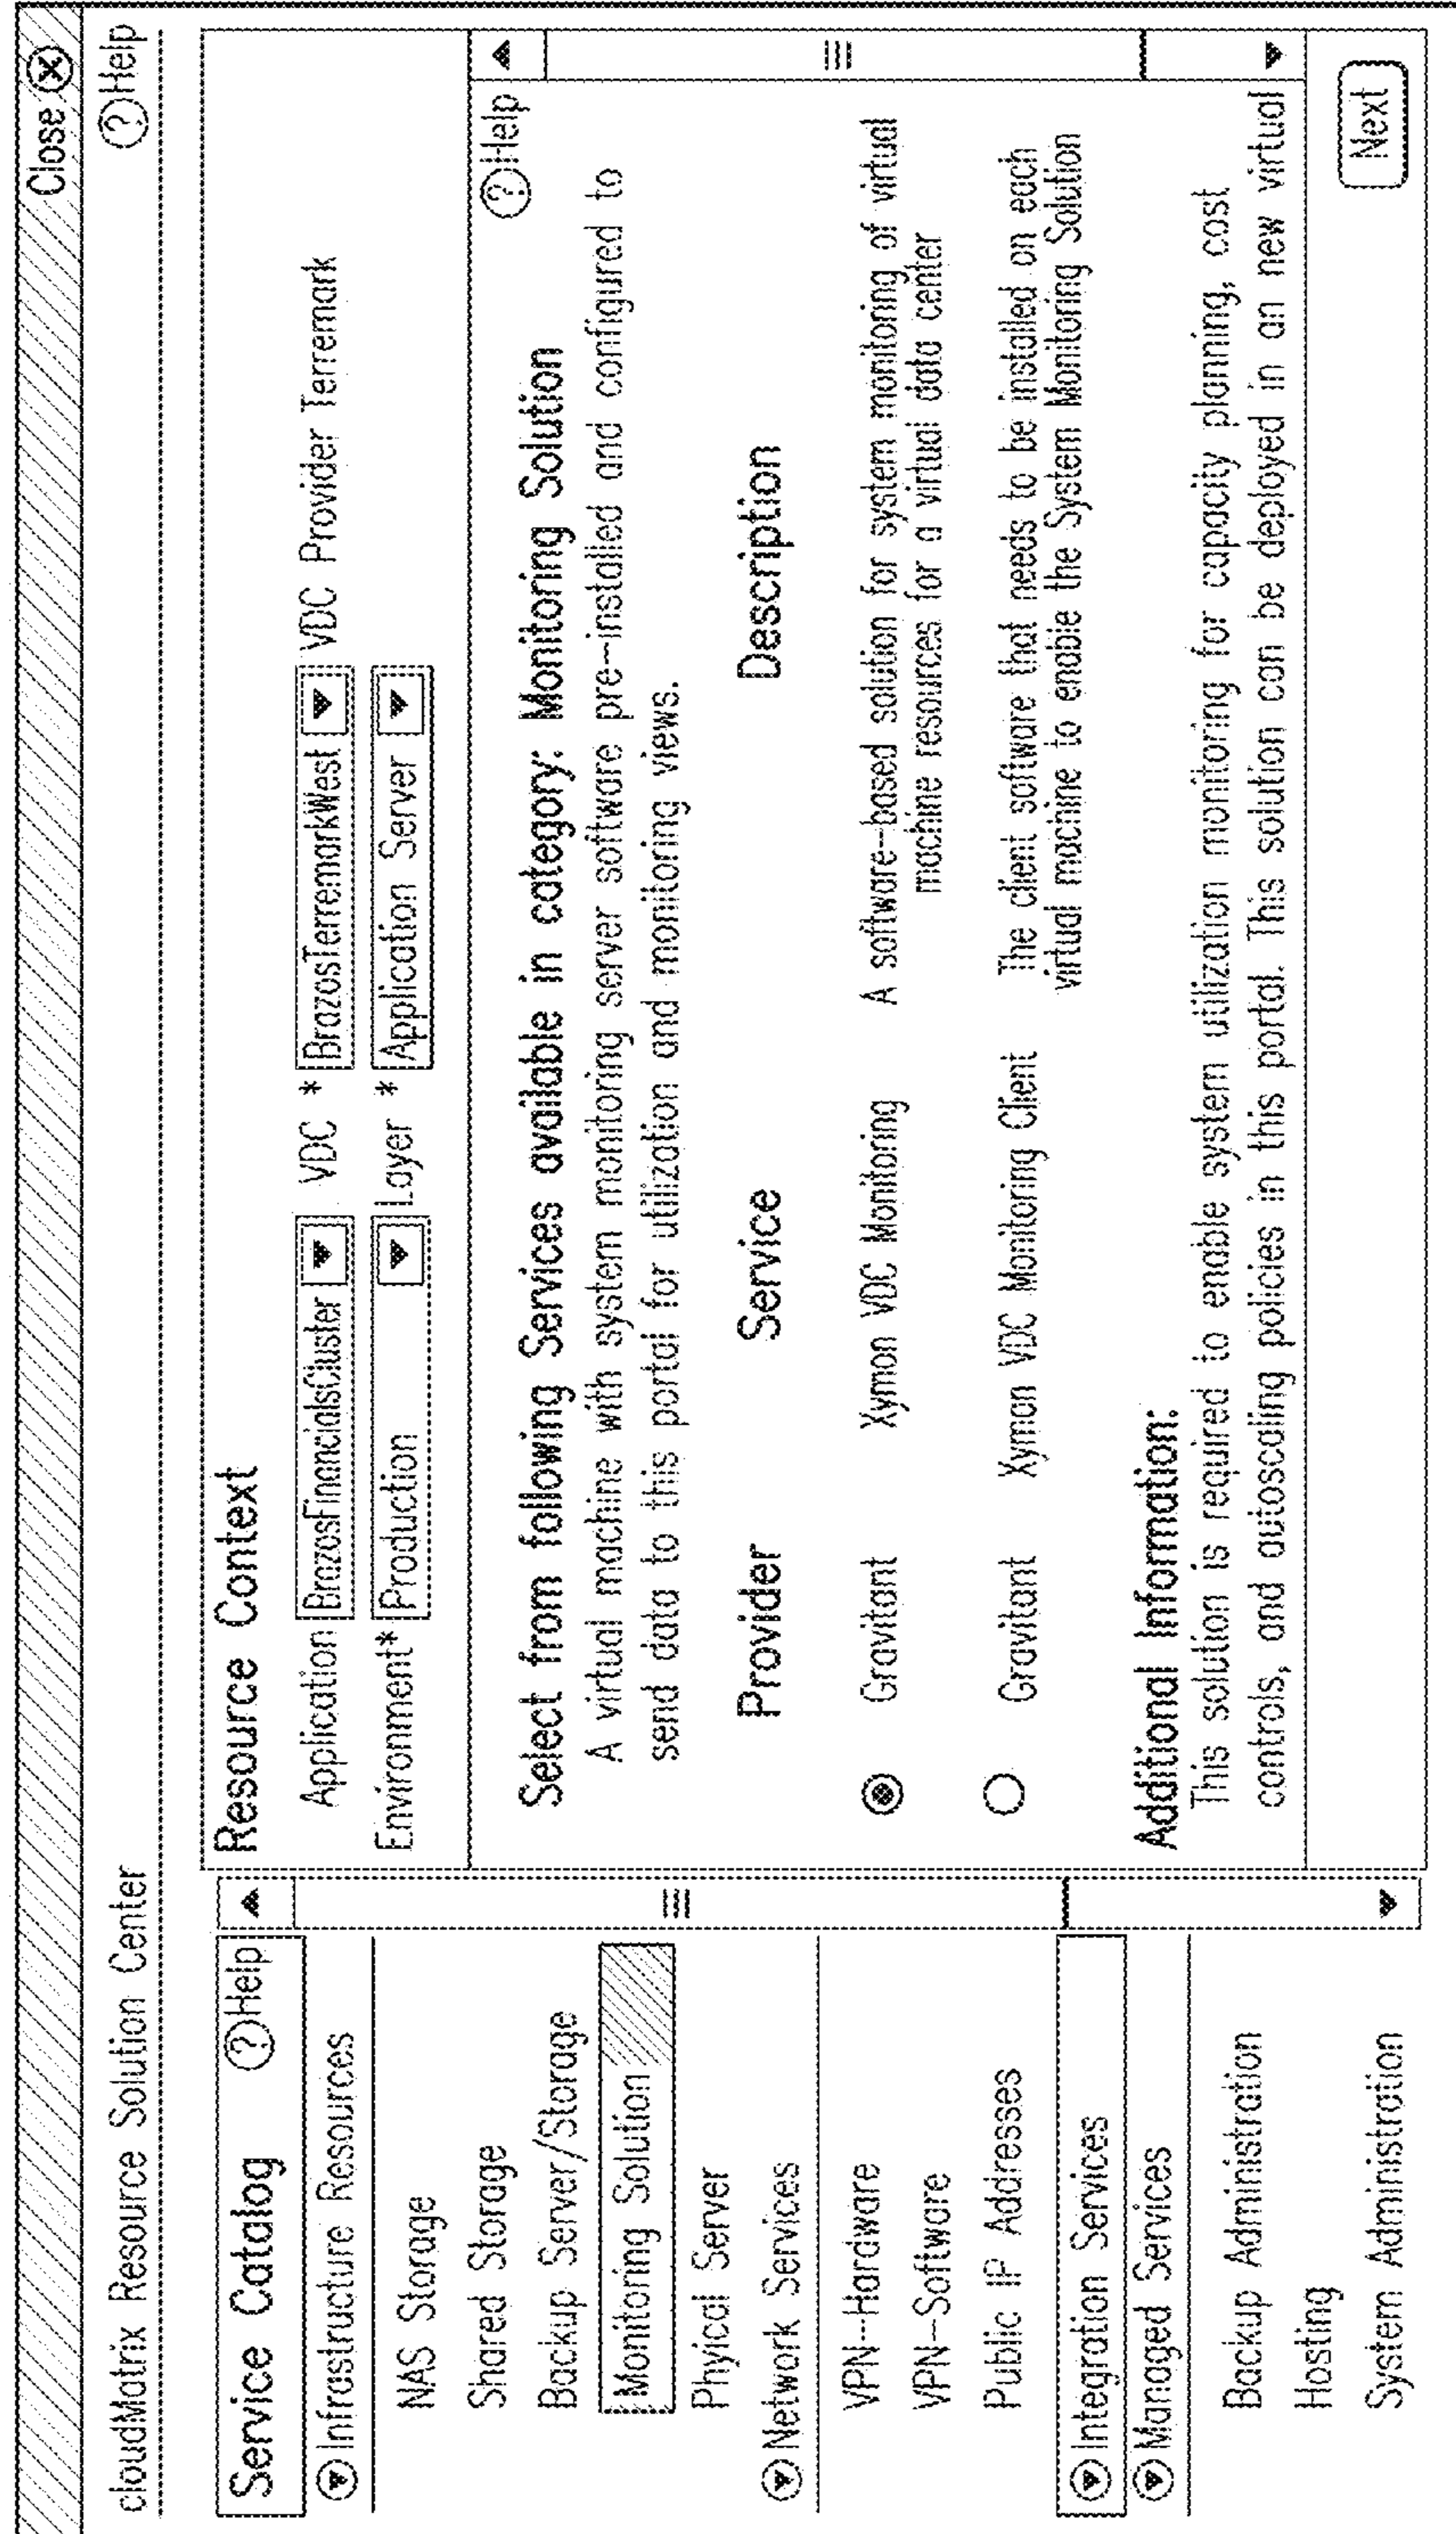 Close
cloudMatrix Resource Solution Center
Help
Service Catalog Help
Infrastructure Resources
NAS Storage
Shared Storage
Backup Server/Storage
Monitoring Solution
Phyical Server
Network Services
VPN--Hardware
VPN--Software
Public IP Addresses
Integration Services
Managed Services
Backup Administration
Hosting
System Administration
Resource Context
Application BrazosFinancialsCluster VDC * BrazosTerremarkWest VDC Provider Terremark
Environment* Production Layer * Application Server
Help
Select from following Services available in category: Monitoring Solution
A virtual machine with system monitoring server software pre--installed and configured to
send data to this portal for utilization and monitoring views.
Provider Service Description
Gravitant Xymon VDC Monitoring A software--based solution for system monitoring of virtual
machine resources for a virtual data center
Gravitant Xymon VDC Monitoring Client The client software that needs to be installed on each
virtual machine to enable the System Monitoring Solution
Additional Information:
This solution is required to enable system utilization monitoring for capacity planning, cost
controls, and autoscaling policies in this portal. This solution can be deployed in an new virtual
Next